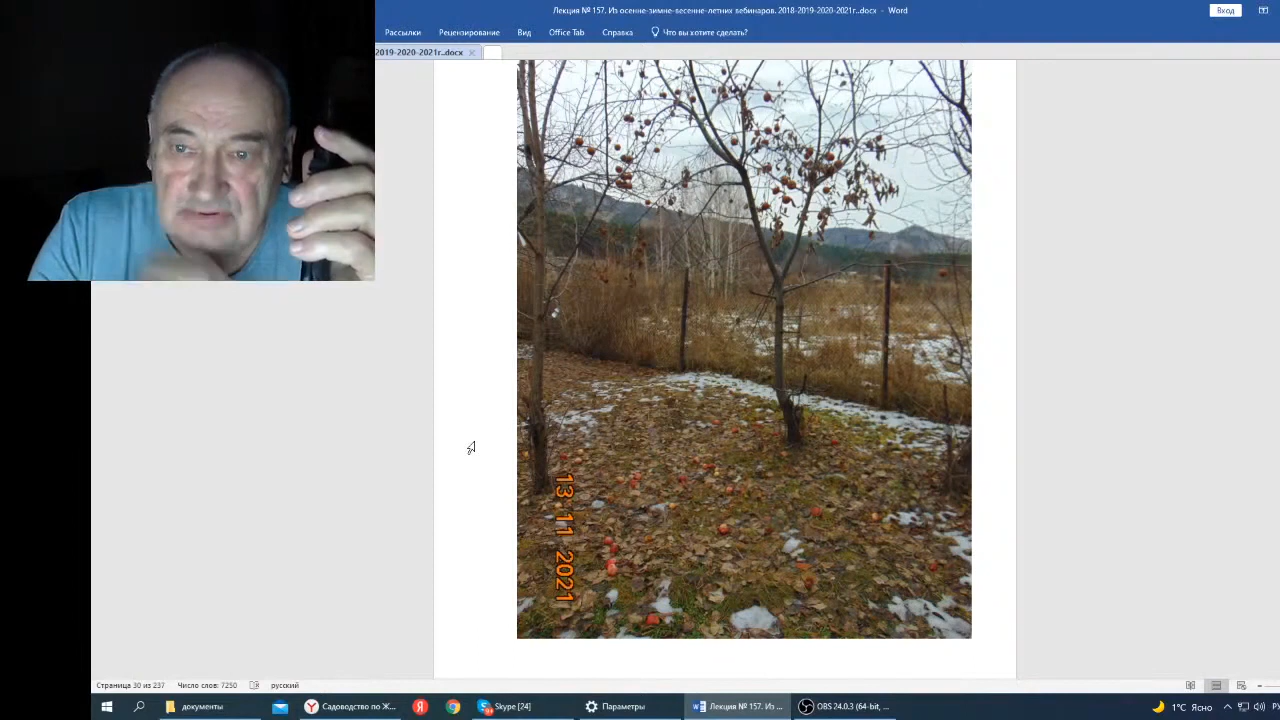 Лекция № 157. Из осенне-зимне-весенне-летних вебинаров. 2018-2019-2020-2021г..docx - Word
Вход
Рассылки Рецензирование Вид Office Tab Справка Что вы хотите сделать?
2019-2020-2021г..docx
13 11 2021
Страница 30 из 237 Число слов: 7250 русский
документы
Садоводство по Ж...
Skype [24]
Параметры
Лекция № 157. Из ...
OBS 24.0.3 (64-bit, ...
1°C Ясно